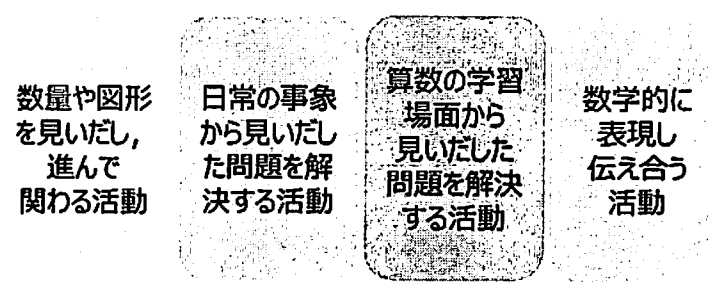 数量や図形
を見いだし,
進んで
関わる活動
日常の事象
から見いだし
た問題を解
決する活動
算数の学習
場面から
見いだした
問題を解決
する活動
数学的に
表現し
伝え合う
活動